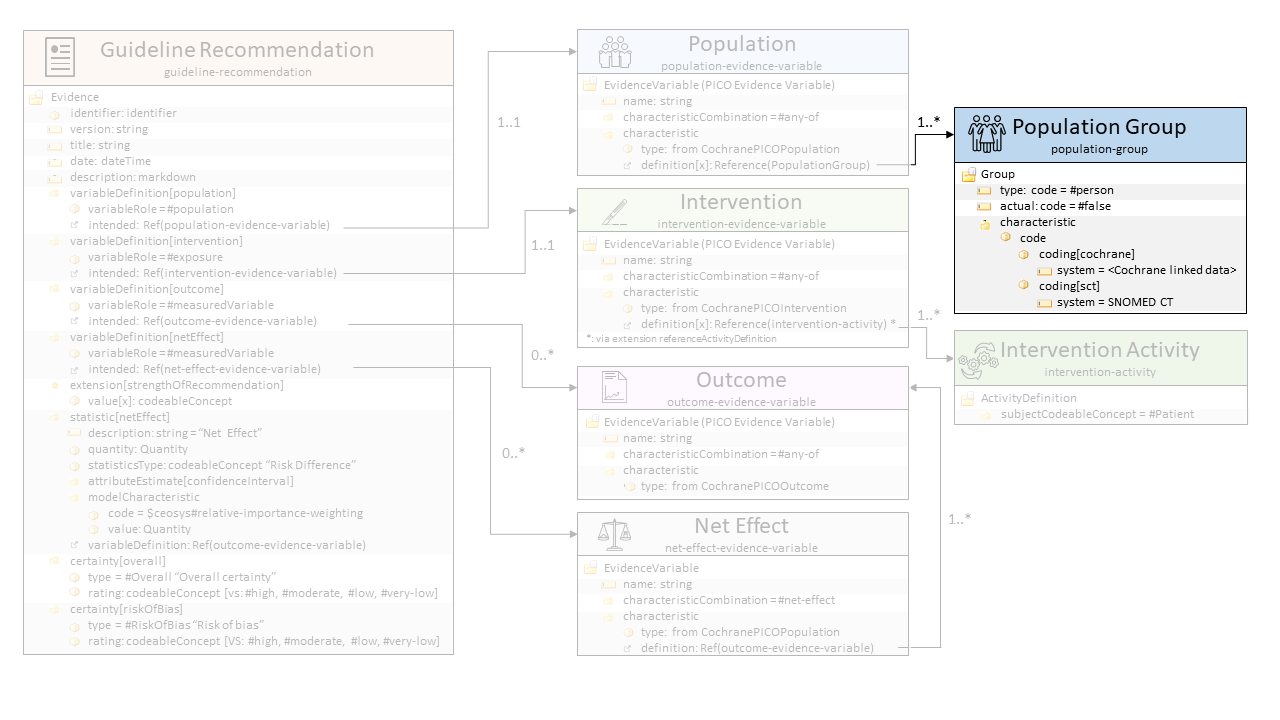 Guideline Recommendation
guideline-recommendation
Evidence
identifier: Identifier
version: string
title: string
date: dateTime
description: markdown
variableDefinition[population]
variableRole = #population
intended: Ref(population-evidence-variable)
variableDefinition[intervention]
variableRole = #exposure
intended: Ref(intervention-evidence-variable)
variableDefinition[outcome]
variableRole = #measuredVariable
intended: Ref(outcome-evidence-variable)
variableDefinition[netEffect]
variableRole = #measuredVariable
intended: Ref(net-effect-evidence-variable)
extension[strengthOfRecommendation]
value[x]: codeableConcept
statistic[netEffect]
description: string = “Net Effect”
quantity: Quantity
statisticsType: codeableConcept “Risk Difference”
attributeEstimate[confidenceInterval]
modelCharacteristic
code = $ceosys#relative-importance-weighting
value: Quantity
variableDefinition: Ref(outcome-evidence-variable)
certainty[overall]
type = #Overall “Overall certainty”
rating: codeableConcept [vs: #high, #moderate, #low, #very-low]
certainty[riskOfBias]
type = #RiskOfBias “Risk of bias”
rating: codeableConcept [VS: #high, #moderate, #low, #very-low]
1..1
1..1
0..*
0..*
Population
population-evidence-variable
EvidenceVariable (PICO Evidence Variable)
name: string
characteristicCombination = #any-of
characteristic
type: from CochranePICOPopulation
definition[x]: Reference(PopulationGroup)
Intervention
intervention-evidence-variable
EvidenceVariable (PICO Evidence Variable)
name: string
characteristicCombination = #any-of
characteristic
type: from CochranePICOIntervention
definition[x]: Reference(intervention-activity) *
*: via extension referenceActivityDefinition
Outcome
outcome-evidence-variable
EvidenceVariable (PICO Evidence Variable)
name: string
characteristicCombination = #any-of
characteristic
type: from CochranePICOOutcome
Net Effect
net-effect-evidence-variable
EvidenceVariable
name: string
characteristicCombination = #net-effect
characteristic
type: from CochranePICOPopulation
definition: Ref(outcome-evidence-variable)
1..*
1..*
1..*
Population Group
population-group
Group
type: code = #person
actual: code = #false
characteristic
code
coding[cochrane]
system = <Cochrane linked data>
coding[sct]
system = SNOMED CT
Intervention Activity
intervention-activity
ActivityDefinition
subjectCodeableConcept = #Patient